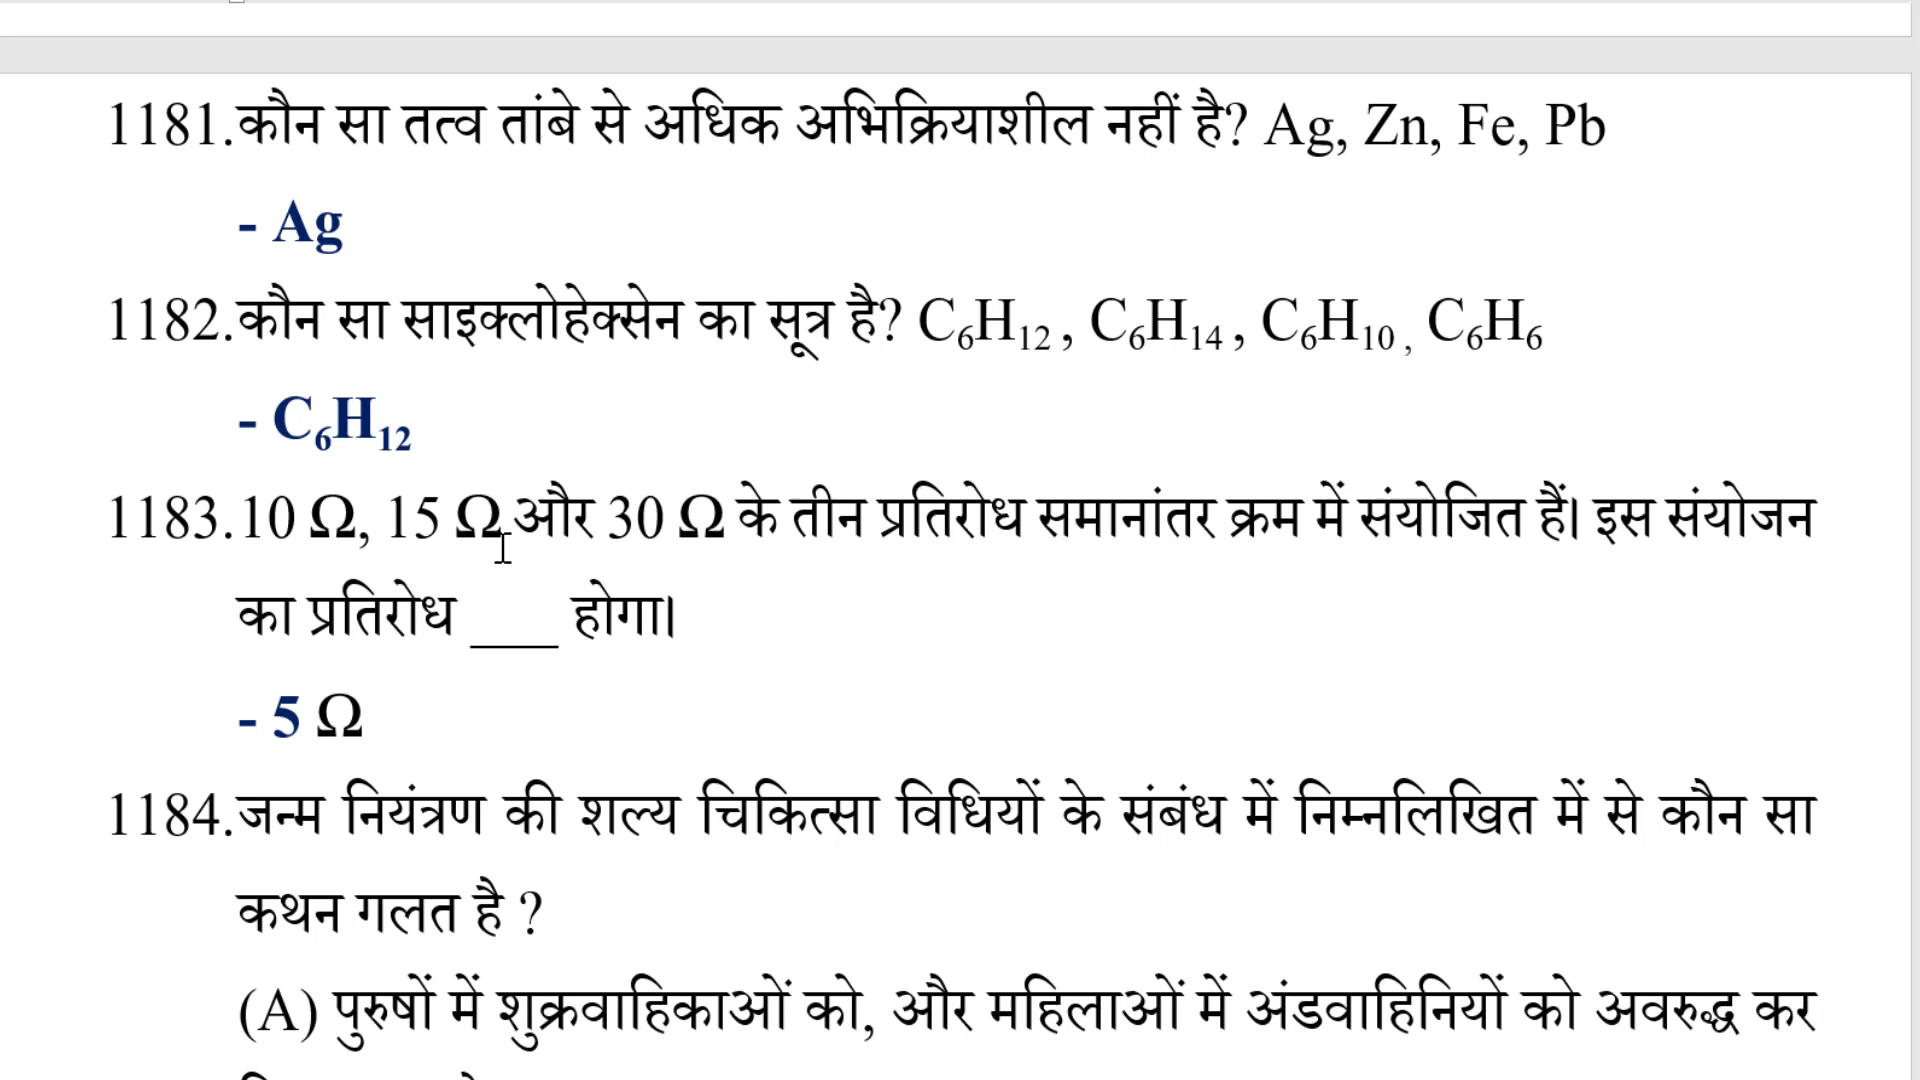 1181.कौन सा तत्व तांबे से अधिक अभिक्रियाशील नहीं है? Ag, Zn, Fe, Pb
- Ag
1182.कौन सा साइक्लोहेक्सेन का सूत्र है? C₆H₁₂ , C₆H₁₄ , C₆H₁₀ , C₆H₆
- C₆H₁₂
1183.10 Ω, 15 Ω और 30 Ω के तीन प्रतिरोध समानांतर क्रम में संयोजित हैं। इस संयोजन
का प्रतिरोध ___ होगा।
- 5 Ω
1184.जन्म नियंत्रण की शल्य चिकित्सा विधियों के संबंध में निम्नलिखित में से कौन सा
कथन गलत है ?
(A) पुरुषों में शुक्रवाहिकाओं को, और महिलाओं में अंडवाहिनियों को अवरुद्ध कर